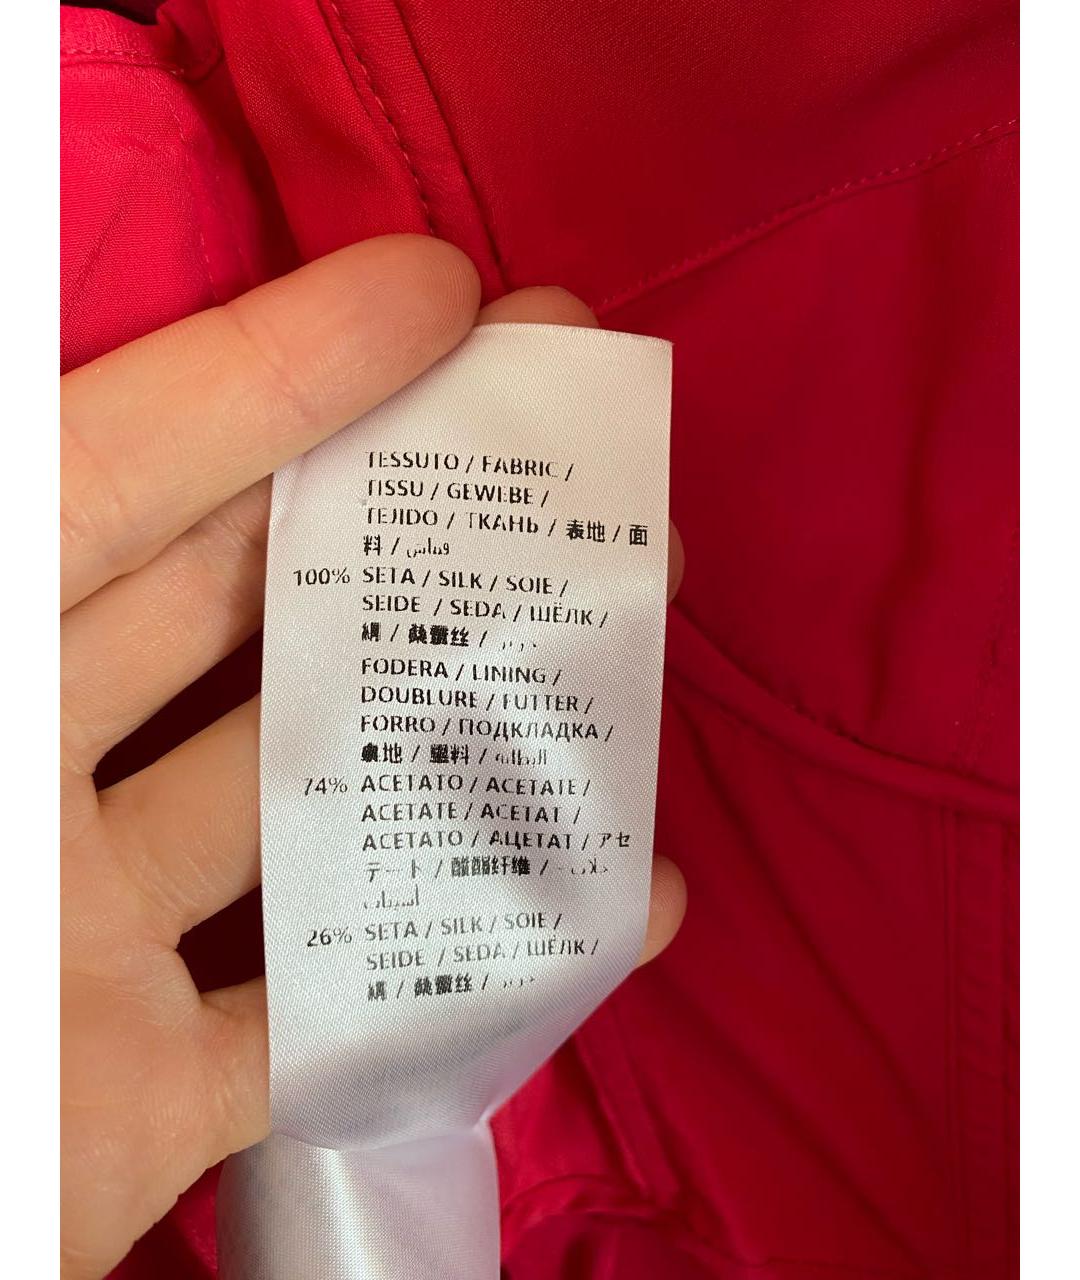 TESSUTO / FABRIC /
TISSU / GEWEBE /
TEJIDO / ТКАНЬ / 表地 / 面
料 / قماش
100% SETA / SILK / SOIE /
SEIDE / SEDA / ШЁЛК /
絹 / 桑蚕丝 /
FODERA / LINING /
DOUBLURE / FUTTER /
FORRO / ПОДКЛАДКА /
裏地 / 里料 / البطانة
74% ACETATO / ACETATE /
ACETATE / ACETAT /
ACETATO / АЦЕТАТ / アセ
テート / 醋酯纤维 /
26% SETA / SILK / SOIE /
SEIDE / SEDA / ШЁЛК /
絹 / 桑蚕丝 /